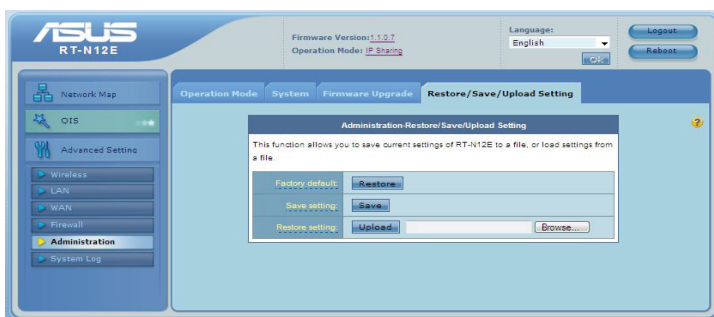 ASUS
RT-N12E
Firmware Version:1.1.0.7
Operation Mode: IP Sharing
Language:
English
OK
Logout
Reboot
Network Map
QIS
Advanced Setting
Wireless
LAN
WAN
Firewall
Administration
System Log
Operation Mode System Firmware Upgrade Restore/Save/Upload Setting
Administration-Restore/Save/Upload Setting
This function allows you to save current settings of RT-N12E to a file, or load settings from
a file.
Factory default: Restore
Save setting: Save
Restore setting: Upload Browse...
?